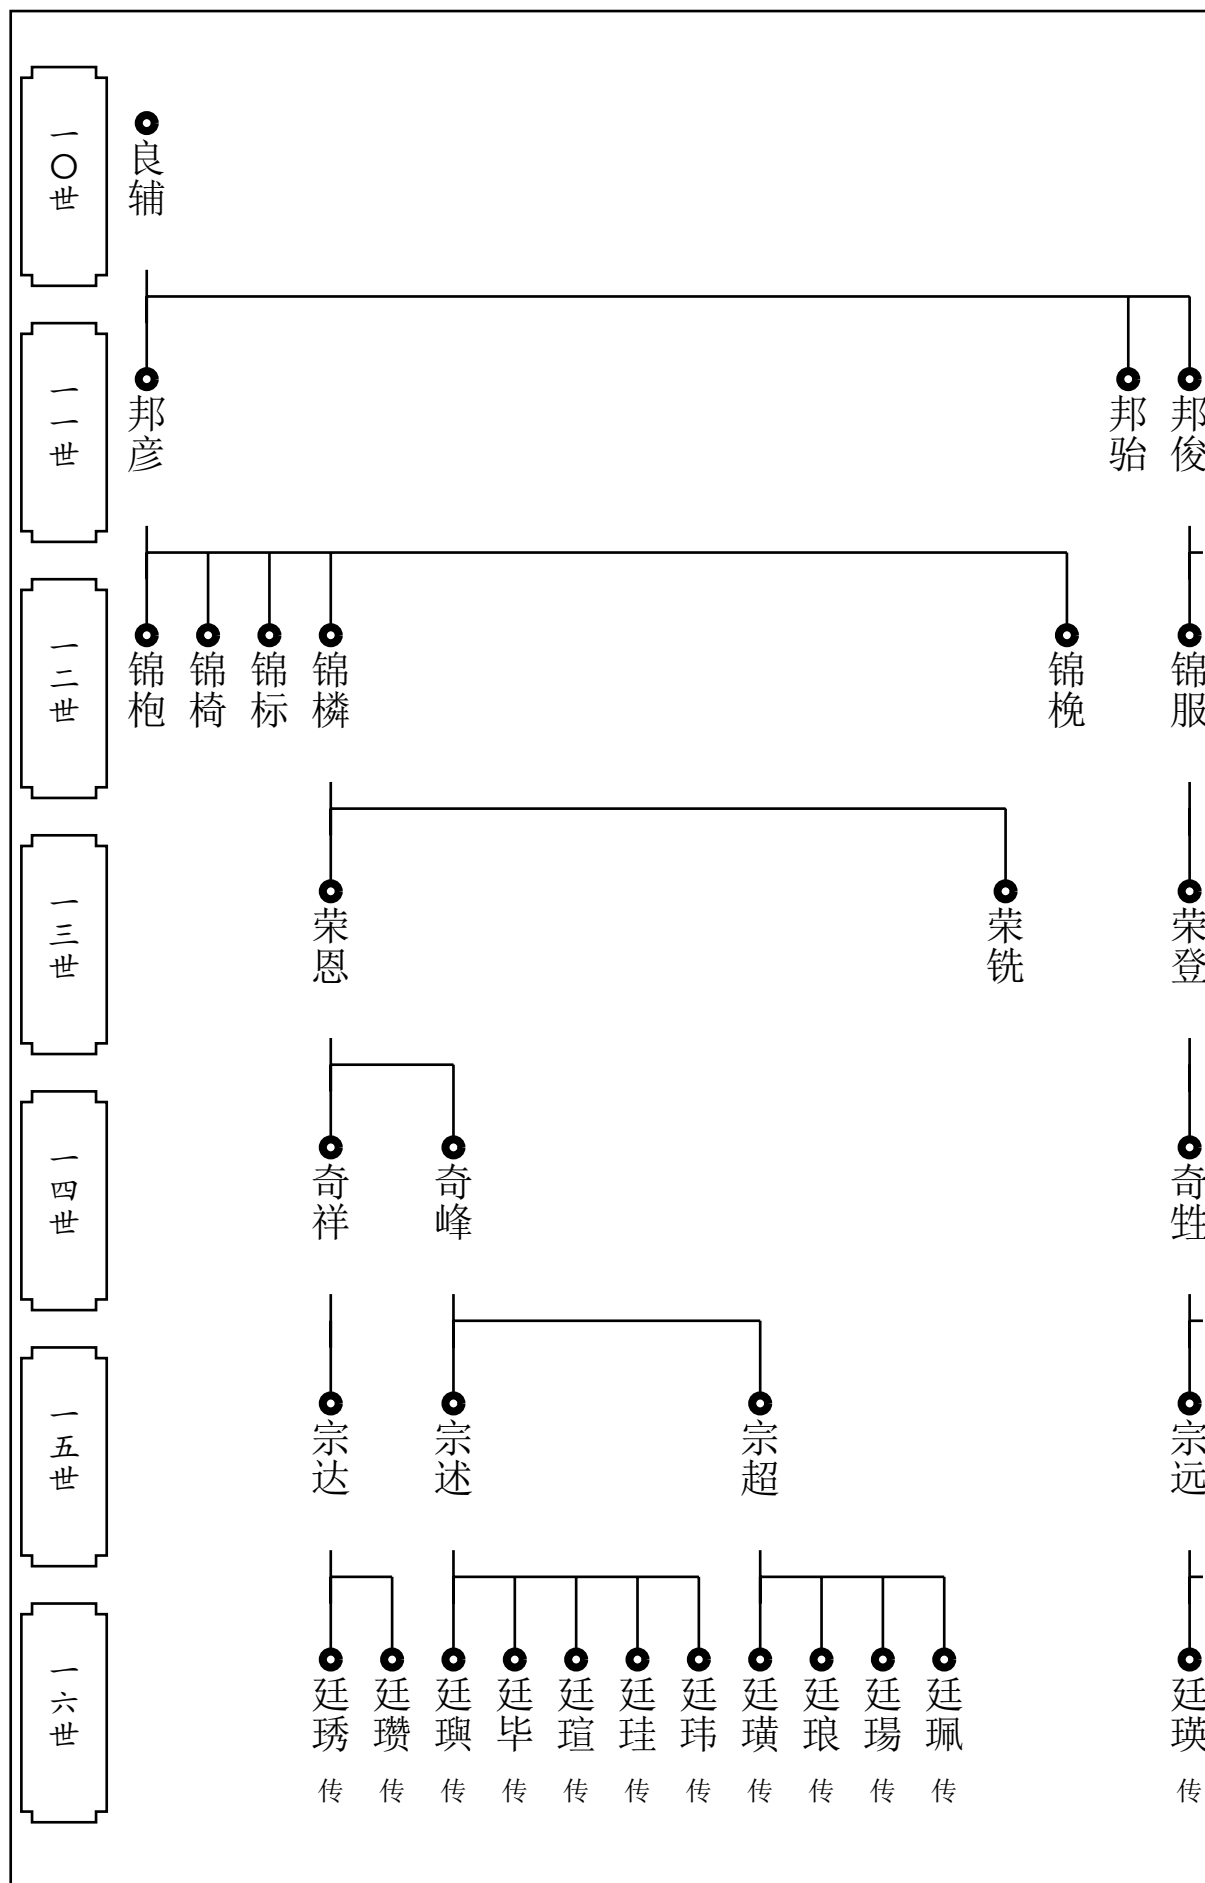 一〇世
良辅
一一世
邦彦
邦骀
邦俊
一二世
锦枹
锦椅
锦标
锦橉
锦梚
锦服
一三世
荣恩
荣铣
荣登
一四世
奇祥
奇峰
奇甡
一五世
宗达
宗述
宗超
宗远
一六世
廷琇 传
廷瓒 传
廷玙 传
廷毕 传
廷瑄 传
廷珪 传
廷玮 传
廷璜 传
廷琅 传
廷瑒 传
廷珮 传
廷瑛 传